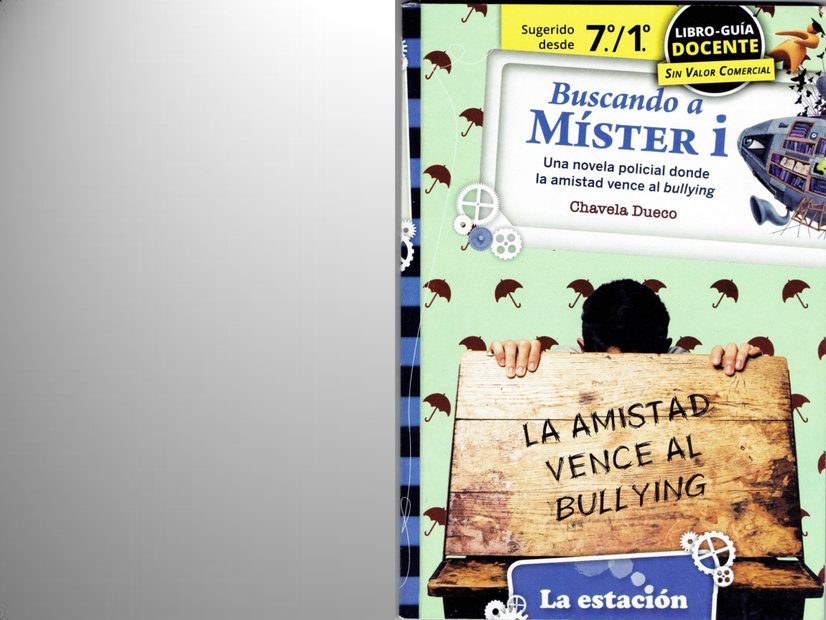 Sugerido
desde 7.º/1.º
LIBRO-GUÍA
DOCENTE
SIN VALOR COMERCIAL
Buscando a
MÍSTER i
Una novela policial donde
la amistad vence al bullying
Chavela Dueco
LA AMISTAD
VENCE AL
BULLYING
La estación